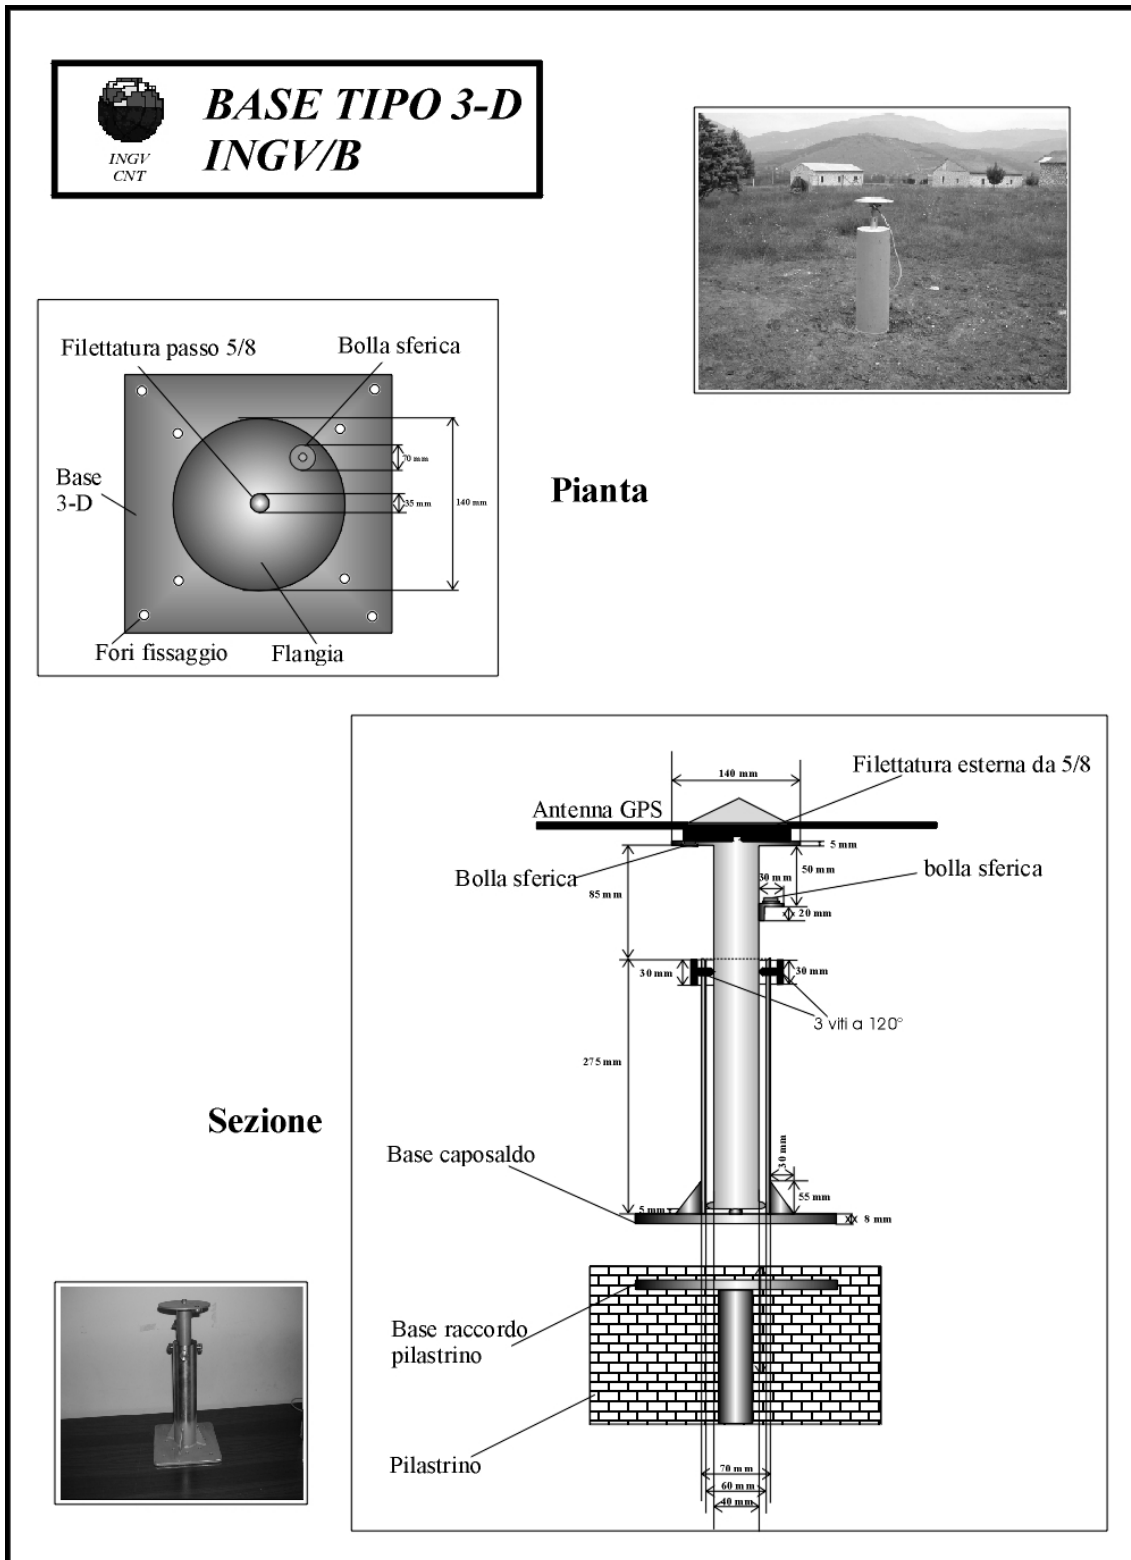 BASE TIPO 3-D
INGV/B
INGV
CNT
Filettatura passo 5/8
Bolla sferica
70 mm
Base
3-D
35 mm
140 mm
Fori fissaggio
Flangia
Pianta
140 mm
Filettatura esterna da 5/8
Antenna GPS
5 mm
Bolla sferica
50 mm
30 mm
bolla sferica
85 mm
20 mm
30 mm
30 mm
3 viti a 120°
275 mm
Sezione
30 mm
Base caposaldo
55 mm
5 mm
8 mm
Base raccordo
pilastrino
Pilastrino
70 mm
60 mm
40 mm